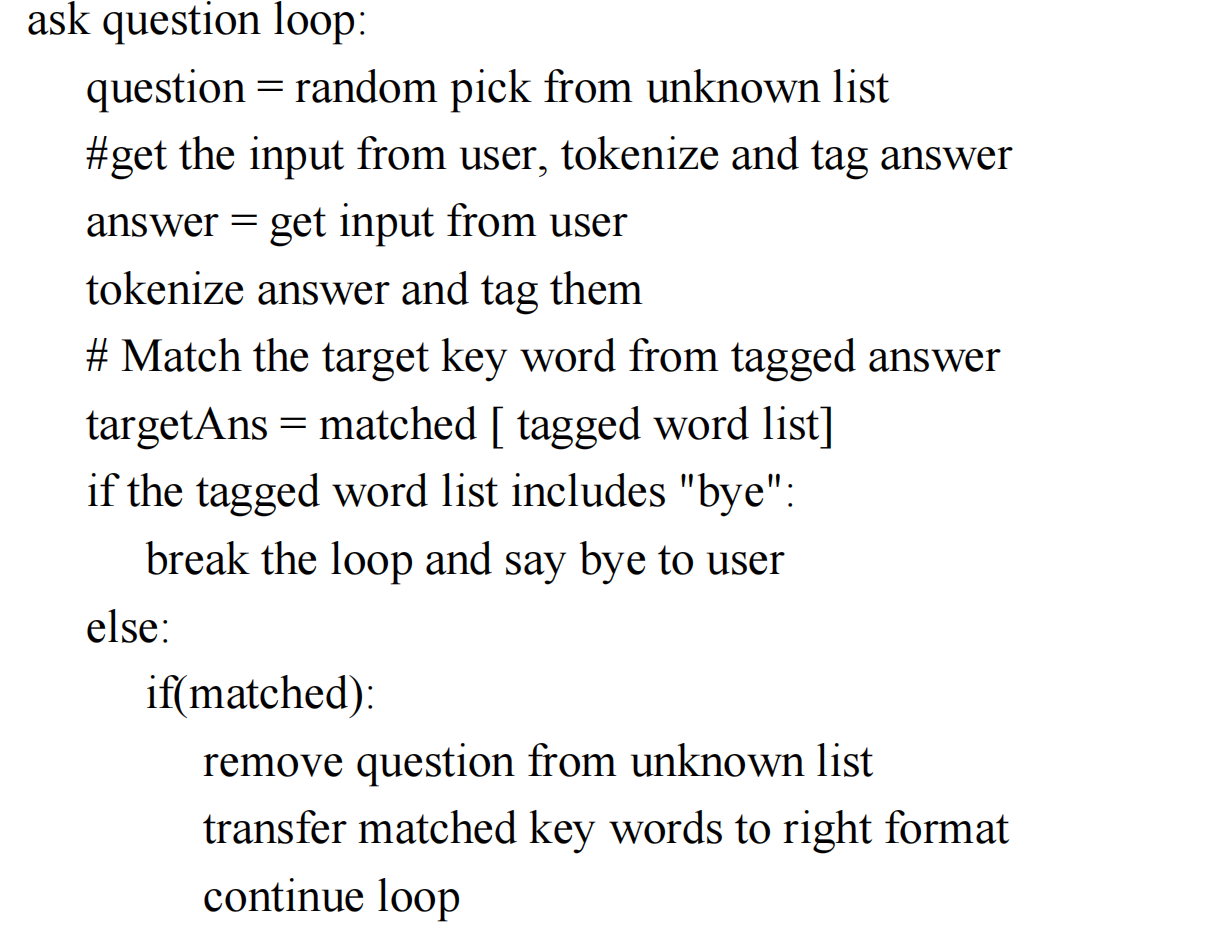 ask question loop:
question = random pick from unknown list
#get the input from user, tokenize and tag answer
answer = get input from user
tokenize answer and tag them
# Match the target key word from tagged answer
targetAns = matched [ tagged word list]
if the tagged word list includes "bye":
break the loop and say bye to user
else:
if(matched):
remove question from unknown list
transfer matched key words to right format
continue loop